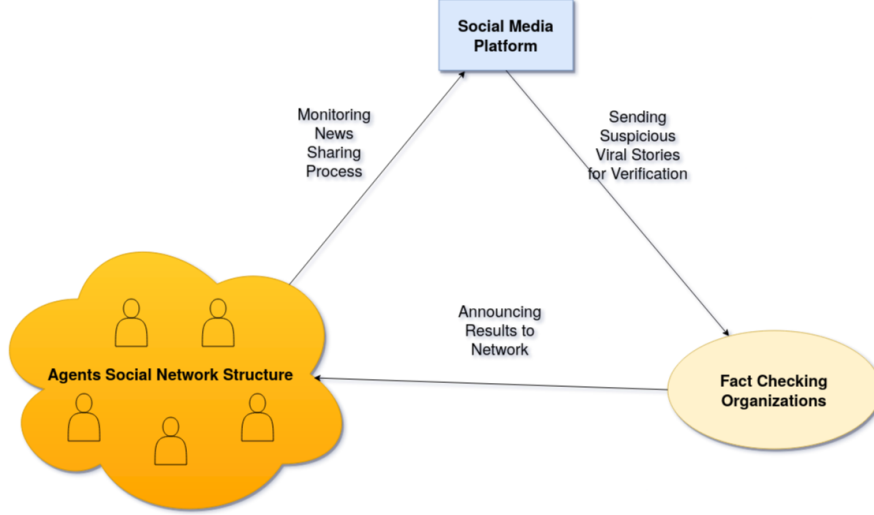 Social Media
Platform
Monitoring
News
Sharing
Process
Sending
Suspicious
Viral Stories
for Verification
Announcing
Results to
Network
Agents Social Network Structure
Fact Checking
Organizations